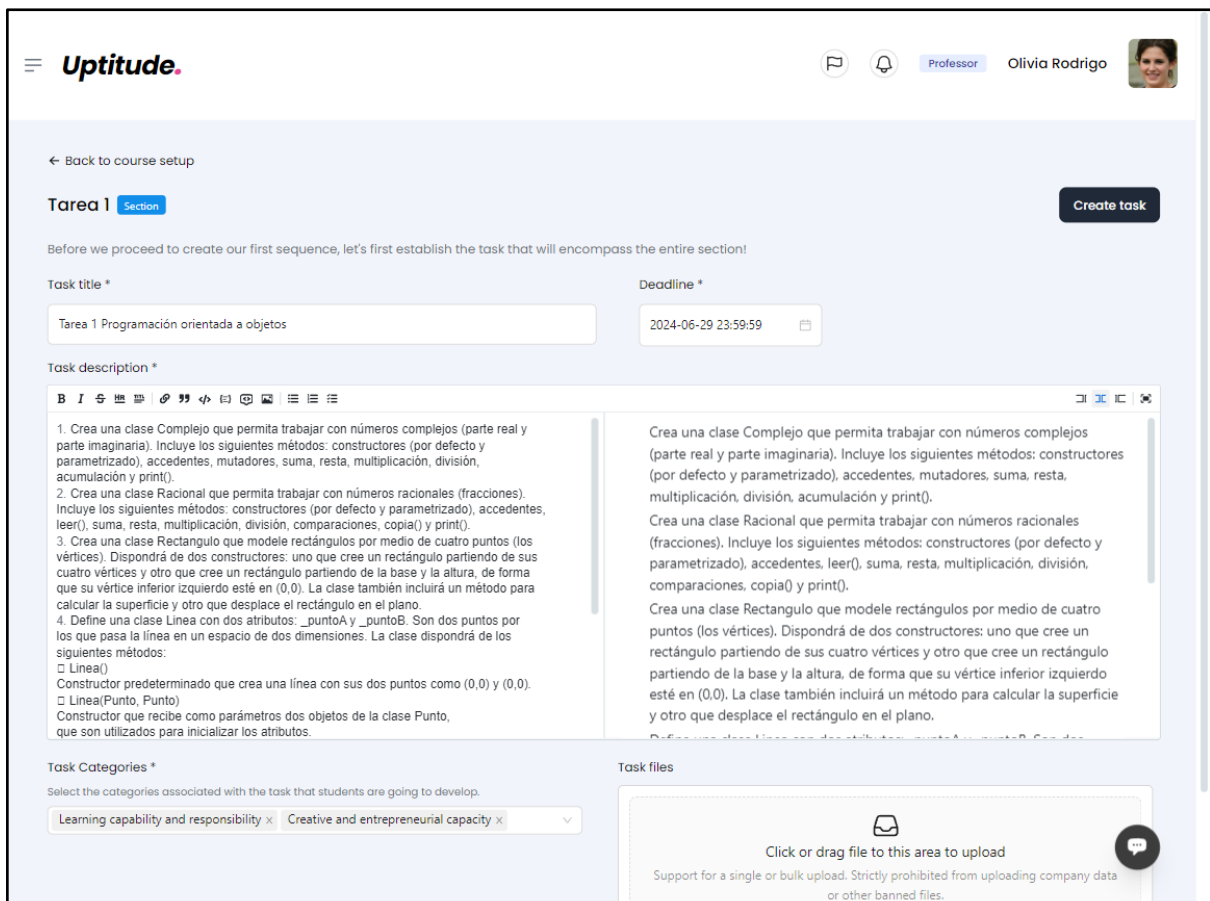 Uptitude.
Professor
Olivia Rodrigo
← Back to course setup
Tarea 1
Section
Create task
Before we proceed to create our first sequence, let's first establish the task that will encompass the entire section!
Task title *
Deadline *
Tarea 1 Programación orientada a objetos
2024-06-29 23:59:59
Task description *
1. Crea una clase Complejo que permita trabajar con números complejos (parte real y
parte imaginaria). Incluye los siguientes métodos: constructores (por defecto y
parametrizado), accedentes, mutadores, suma, resta, multiplicación, división,
acumulación y print().
2. Crea una clase Racional que permita trabajar con números racionales (fracciones).
Incluye los siguientes métodos: constructores (por defecto y parametrizado), accedentes,
leer(), suma, resta, multiplicación, división, comparaciones, copia() y print().
3. Crea una clase Rectangulo que modele rectángulos por medio de cuatro puntos (los
vértices). Dispondrá de dos constructores: uno que cree un rectángulo partiendo de sus
cuatro vértices y otro que cree un rectángulo partiendo de la base y la altura, de forma
que su vértice inferior izquierdo esté en (0,0). La clase también incluirá un método para
calcular la superficie y otro que desplace el rectángulo en el plano.
4. Define una clase Linea con dos atributos: _puntoA y _puntoB. Son dos puntos por
los que pasa la línea en un espacio de dos dimensiones. La clase dispondrá de los
siguientes métodos:
Linea()
Constructor predeterminado que crea una línea con sus dos puntos como (0,0) y (0,0).
Linea(Punto, Punto)
Constructor que recibe como parámetros dos objetos de la clase Punto,
que son utilizados para inicializar los atributos.
Crea una clase Complejo que permita trabajar con números complejos
(parte real y parte imaginaria). Incluye los siguientes métodos: constructores
(por defecto y parametrizado), accedentes, mutadores, suma, resta,
multiplicación, división, acumulación y print().
Crea una clase Racional que permita trabajar con números racionales
(fracciones). Incluye los siguientes métodos: constructores (por defecto y
parametrizado), accedentes, leer(), suma, resta, multiplicación, división,
comparaciones, copia() y print().
Crea una clase Rectangulo que modele rectángulos por medio de cuatro
puntos (los vértices). Dispondrá de dos constructores: uno que cree un
rectángulo partiendo de sus cuatro vértices y otro que cree un rectángulo
partiendo de la base y la altura, de forma que su vértice inferior izquierdo
esté en (0,0). La clase también incluirá un método para calcular la superficie
y otro que desplace el rectángulo en el plano.
Define una clase Linea con dos atributos: _puntoA y _puntoB. Son dos
Task Categories *
Task files
Select the categories associated with the task that students are going to develop.
Learning capability and responsibility × Creative and entrepreneurial capacity ×
Click or drag file to this area to upload
Support for a single or bulk upload. Strictly prohibited from uploading company data
or other banned files.